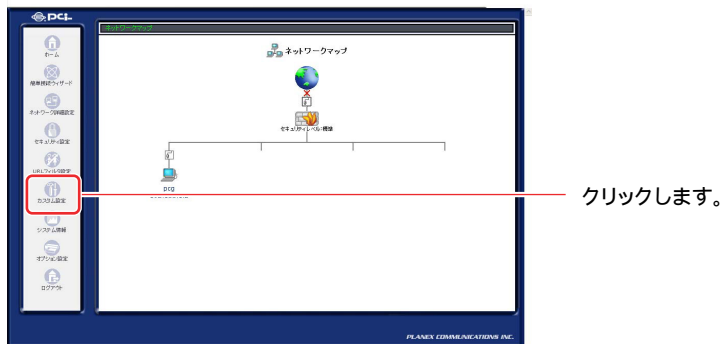 PCi
ネットワークマップ
ネットワークマップ
ホーム
簡単接続ウィザード
ネットワーク詳細設定
セキュリティ設定
URLフィルタ設定
カスタム設定
システム情報
オプション設定
ログアウト
セキュリティレベル:標準
pcg
クリックします。
PLANEX COMMUNICATIONS INC.